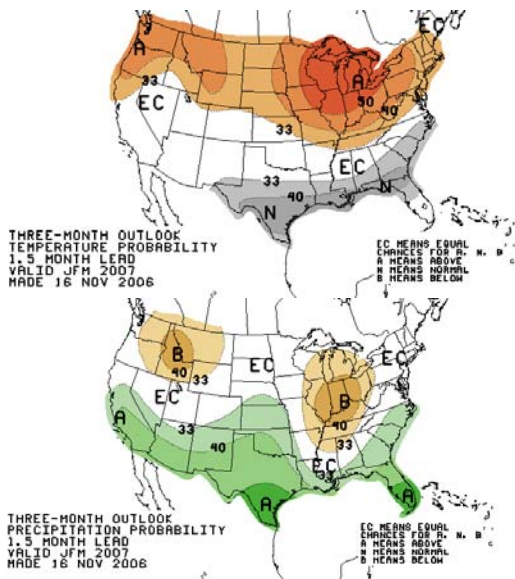 EC
A
33
EC
A
50
40
33
EC
33
40
N
N
THREE-MONTH OUTLOOK
TEMPERATURE PROBABILITY
1.5 MONTH LEAD
VALID JFM 2007
MADE 16 NOV 2006
EC MEANS EQUAL
CHANCES FOR A, N, B
A MEANS ABOVE
N MEANS NORMAL
B MEANS BELOW
B
40
33
EC
EC
EC
A
33
40
B
40
33
EC
33
A
A
THREE-MONTH OUTLOOK
PRECIPITATION PROBABILITY
1.5 MONTH LEAD
VALID JFM 2007
MADE 16 NOV 2006
EC MEANS EQUAL
CHANCES FOR A, N, B
A MEANS ABOVE
N MEANS NORMAL
B MEANS BELOW